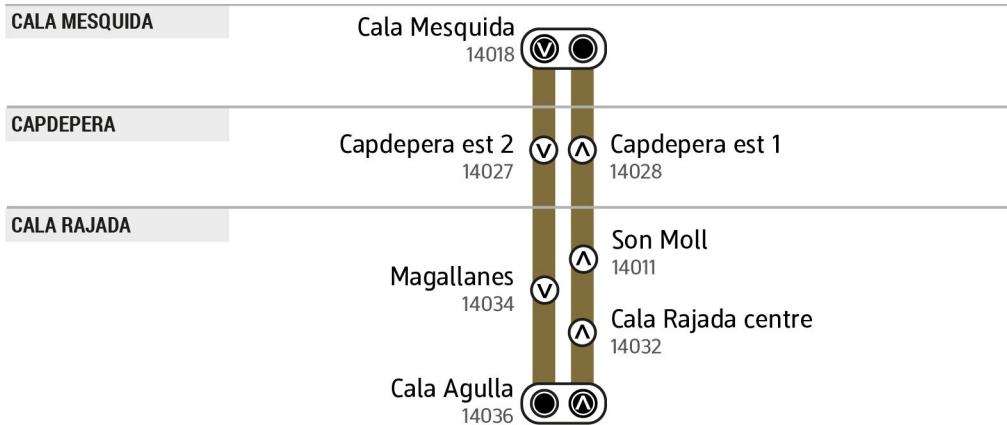 CALA MESQUIDA
Cala Mesquida
14018
CAPDEPERA
Capdepera est 2
14027
Capdepera est 1
14028
CALA RAJADA
Son Moll
14011
Magallanes
14034
Cala Rajada centre
14032
Cala Agulla
14036